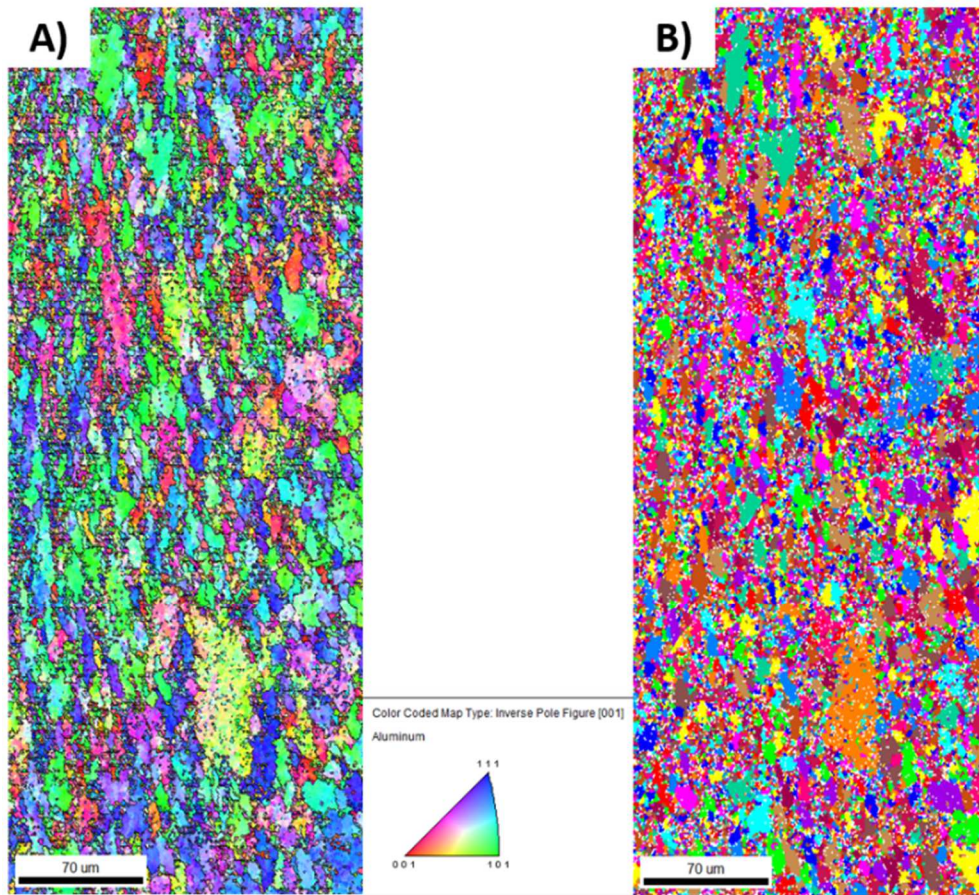 A)
B)
Color Coded Map Type: Inverse Pole Figure [001]
Aluminum
1 1 1
0 0 1
1 0 1
70 um
70 um